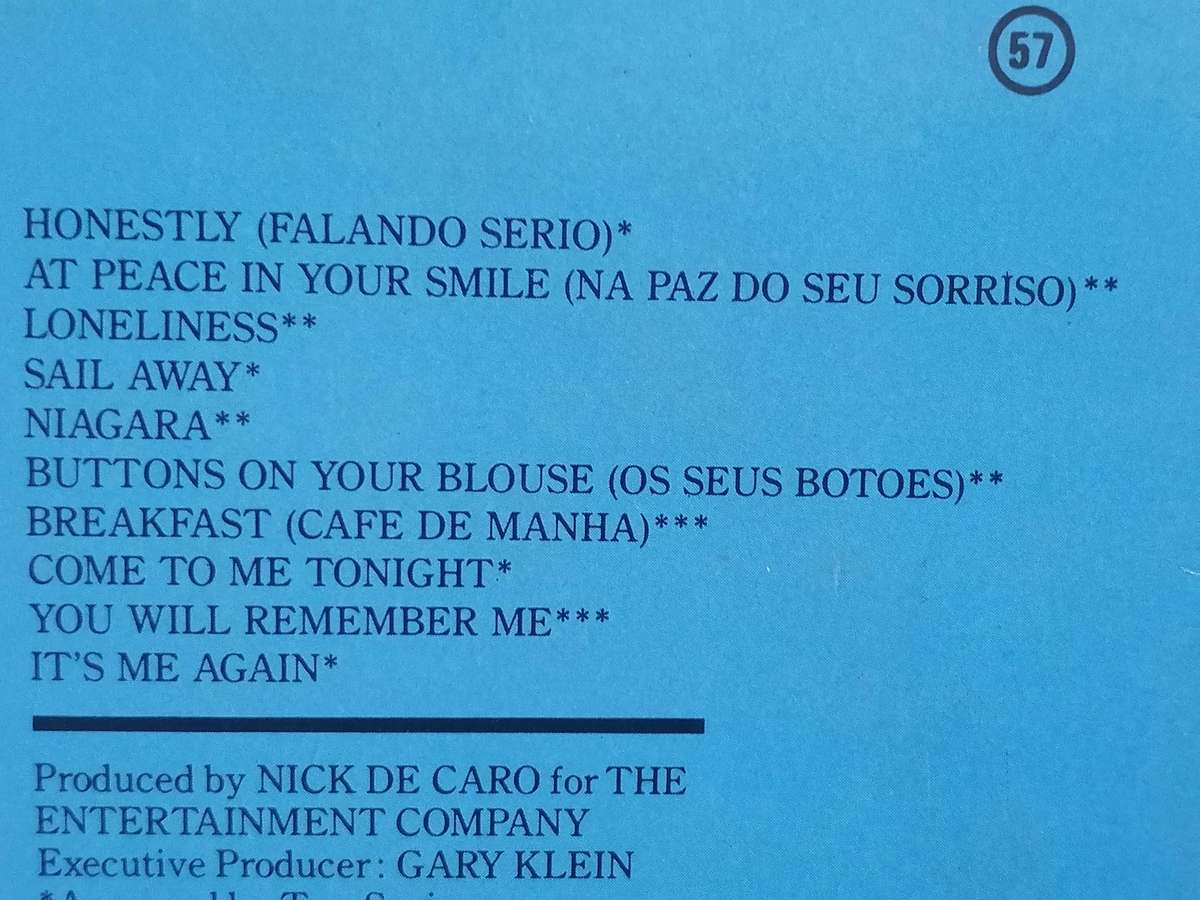 57
HONESTLY (FALANDO SERIO)*
AT PEACE IN YOUR SMILE (NA PAZ DO SEU SORRISO)**
LONELINESS**
SAIL AWAY*
NIAGARA**
BUTTONS ON YOUR BLOUSE (OS SEUS BOTOES)**
BREAKFAST (CAFE DE MANHA)***
COME TO ME TONIGHT*
YOU WILL REMEMBER ME***
IT'S ME AGAIN*
Produced by NICK DE CARO for THE
ENTERTAINMENT COMPANY
Executive Producer: GARY KLEIN